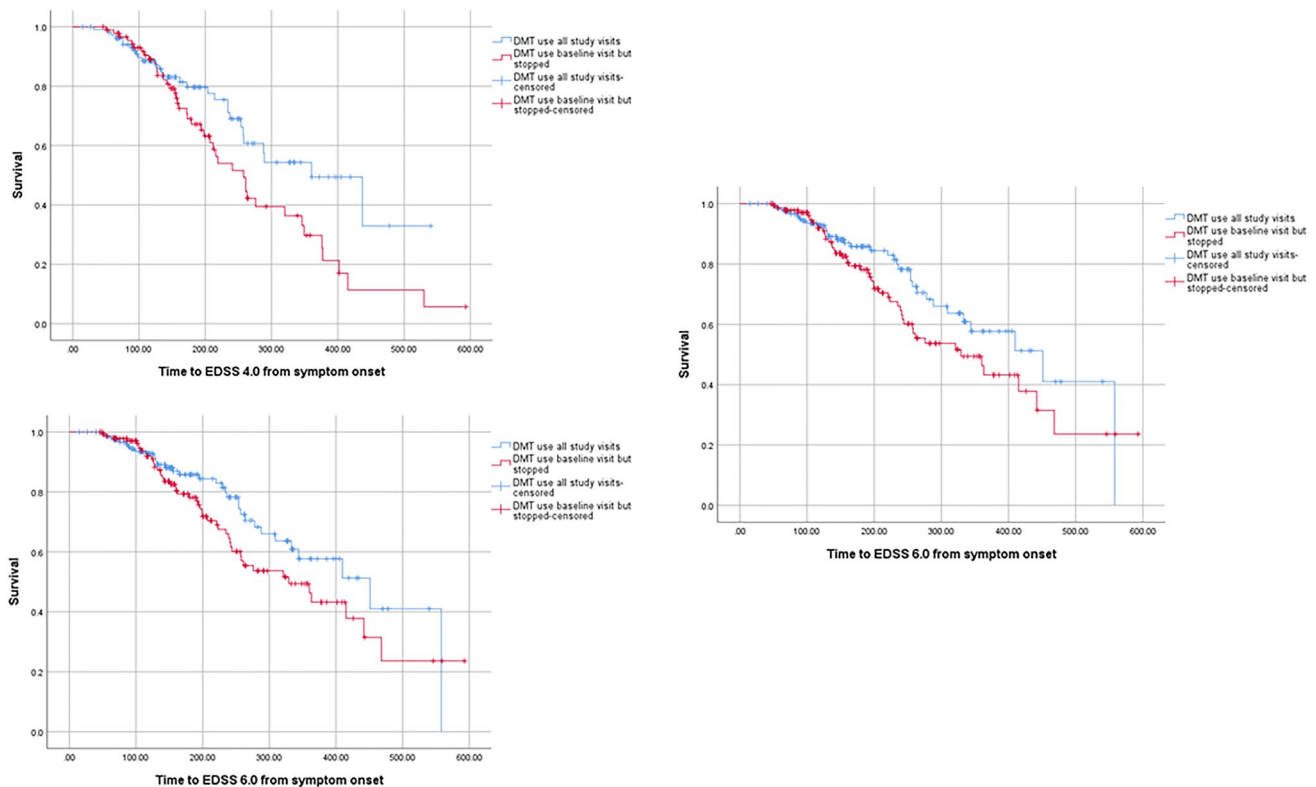 1.0
0.8
0.6
0.4
0.2
0.0
Survival
.00 100.00 200.00 300.00 400.00 500.00 600.00
Time to EDSS 4.0 from symptom onset
DMT use all study visits
DMT use baseline visit but
stopped
DMT use all study visits-
censored
DMT use baseline visit but
stopped-censored
1.0
0.8
0.6
0.4
0.2
0.0
Survival
.00 100.00 200.00 300.00 400.00 500.00 600.00
Time to EDSS 6.0 from symptom onset
DMT use all study visits
DMT use baseline visit but
stopped
DMT use all study visits-
censored
DMT use baseline visit but
stopped-censored
1.0
0.8
0.6
0.4
0.2
0.0
Survival
.00 100.00 200.00 300.00 400.00 500.00 600.00
Time to EDSS 6.0 from symptom onset
DMT use all study visits
DMT use baseline visit but
stopped
DMT use all study visits-
censored
DMT use baseline visit but
stopped-censored